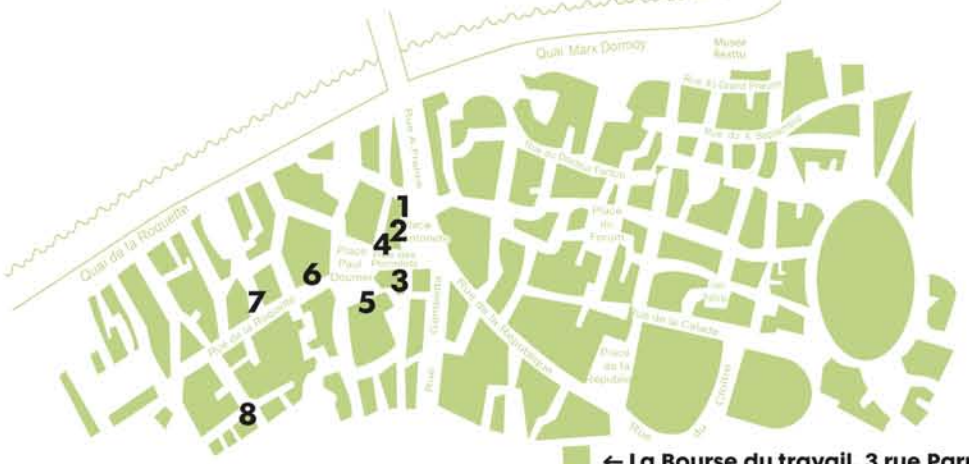 Quai Marx Dormoy
Musée
Réattu
Rue du Grand Prieuré
Rue du 4 Septembre
Rue A. France
Rue du Docteur Fanton
Quai de la Roquette
1
2
4
3
Place
Paul
Doumer
Place
du
Forum
6
7
5
Rue de la Roquette
Gambetta
Rue
Rue de la République
Rue de la Calade
Place
de la
République
Rue
du
Cloître
8
← La Bourse du travail, 3 rue Parm